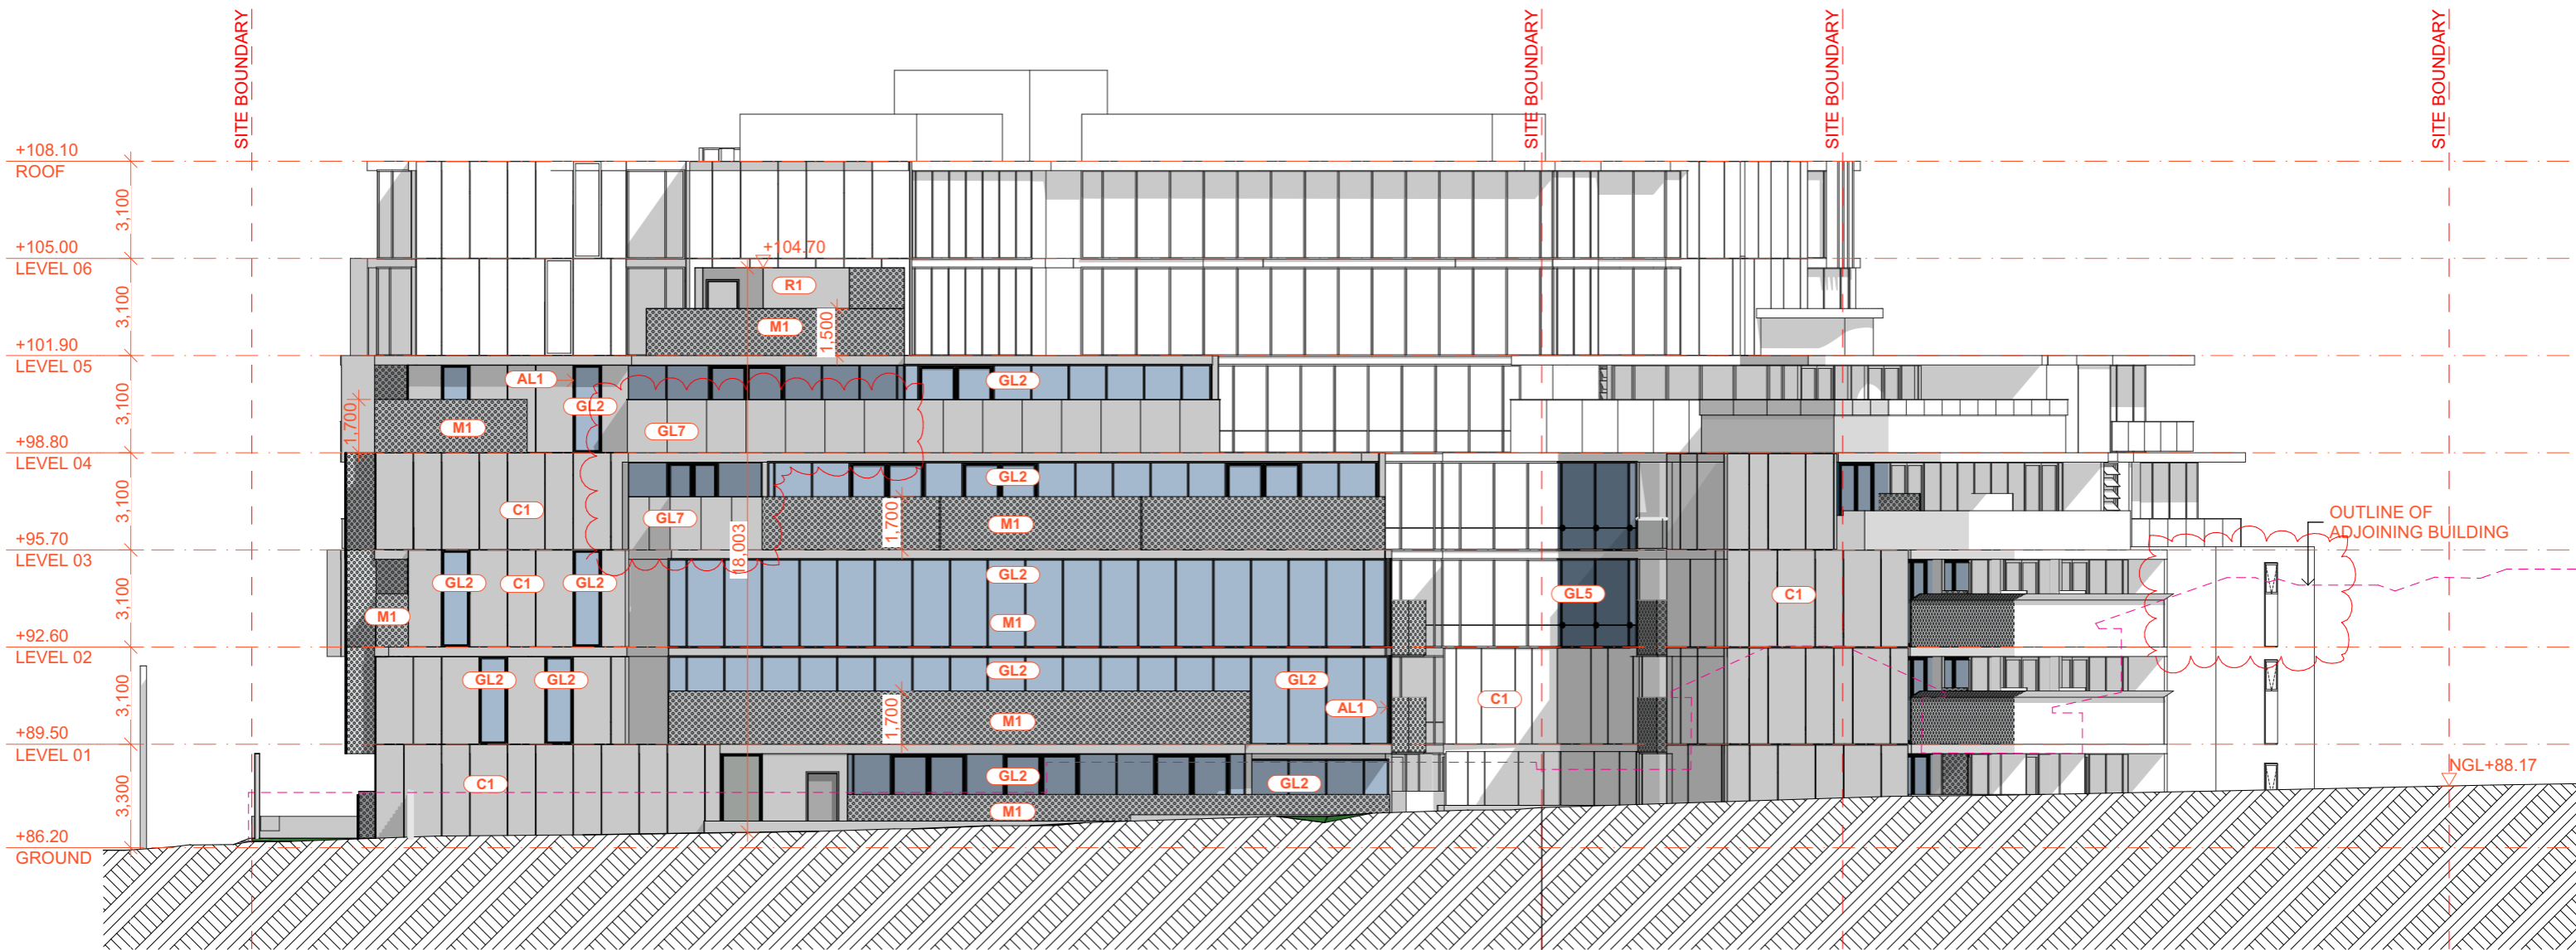 SITE BOUNDARY
SITE BOUNDARY
SITE BOUNDARY
SITE BOUNDARY
+108.10
ROOF
3,100
+105.00
LEVEL 06
+104.70
R1
3,100
M1
1,500
+101.90
LEVEL 05
AL1
GL2
GL2
3,100
1,700
M1
GL7
+98.80
LEVEL 04
GL2
3,100
C1
GL7
1,700
M1
OUTLINE OF
ADJOINING BUILDING
18,003
+95.70
LEVEL 03
GL2
C1
GL2
GL2
GL5
C1
3,100
M1
M1
+92.60
LEVEL 02
GL2
GL2
GL2
GL2
3,100
1,700
M1
AL1
C1
+89.50
LEVEL 01
NGL+88.17
C1
GL2
GL2
3,300
M1
+86.20
GROUND